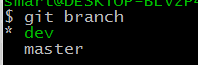 $ git branch
* dev
master